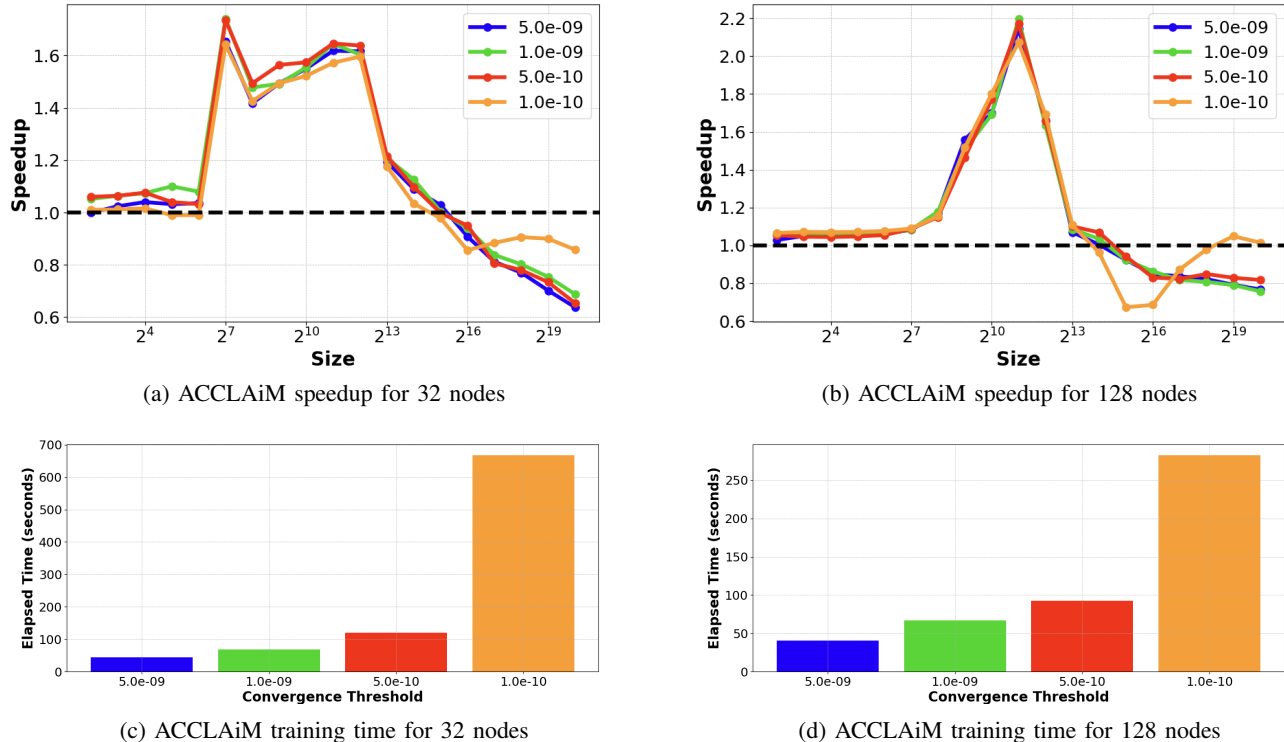 1.6
1.4
1.2
1.0
0.8
0.6
Speedup
5.0e-09
1.0e-09
5.0e-10
1.0e-10
2^4
2^7
2^10
2^13
2^16
2^19
Size
(a) ACCLAiM speedup for 32 nodes
2.2
2.0
1.8
1.6
1.4
1.2
1.0
0.8
0.6
Speedup
5.0e-09
1.0e-09
5.0e-10
1.0e-10
2^4
2^7
2^10
2^13
2^16
2^19
Size
(b) ACCLAiM speedup for 128 nodes
700
600
500
400
300
200
100
0
Elapsed Time (seconds)
5.0e-09
1.0e-09
5.0e-10
1.0e-10
Convergence Threshold
(c) ACCLAiM training time for 32 nodes
250
200
150
100
50
0
Elapsed Time (seconds)
5.0e-09
1.0e-09
5.0e-10
1.0e-10
Convergence Threshold
(d) ACCLAiM training time for 128 nodes